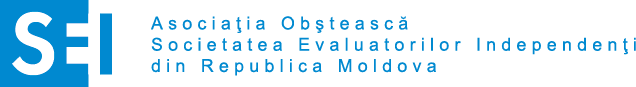 SEI
Asociaţia Obştească
Societatea Evaluatorilor Independenţi
din Republica Moldova